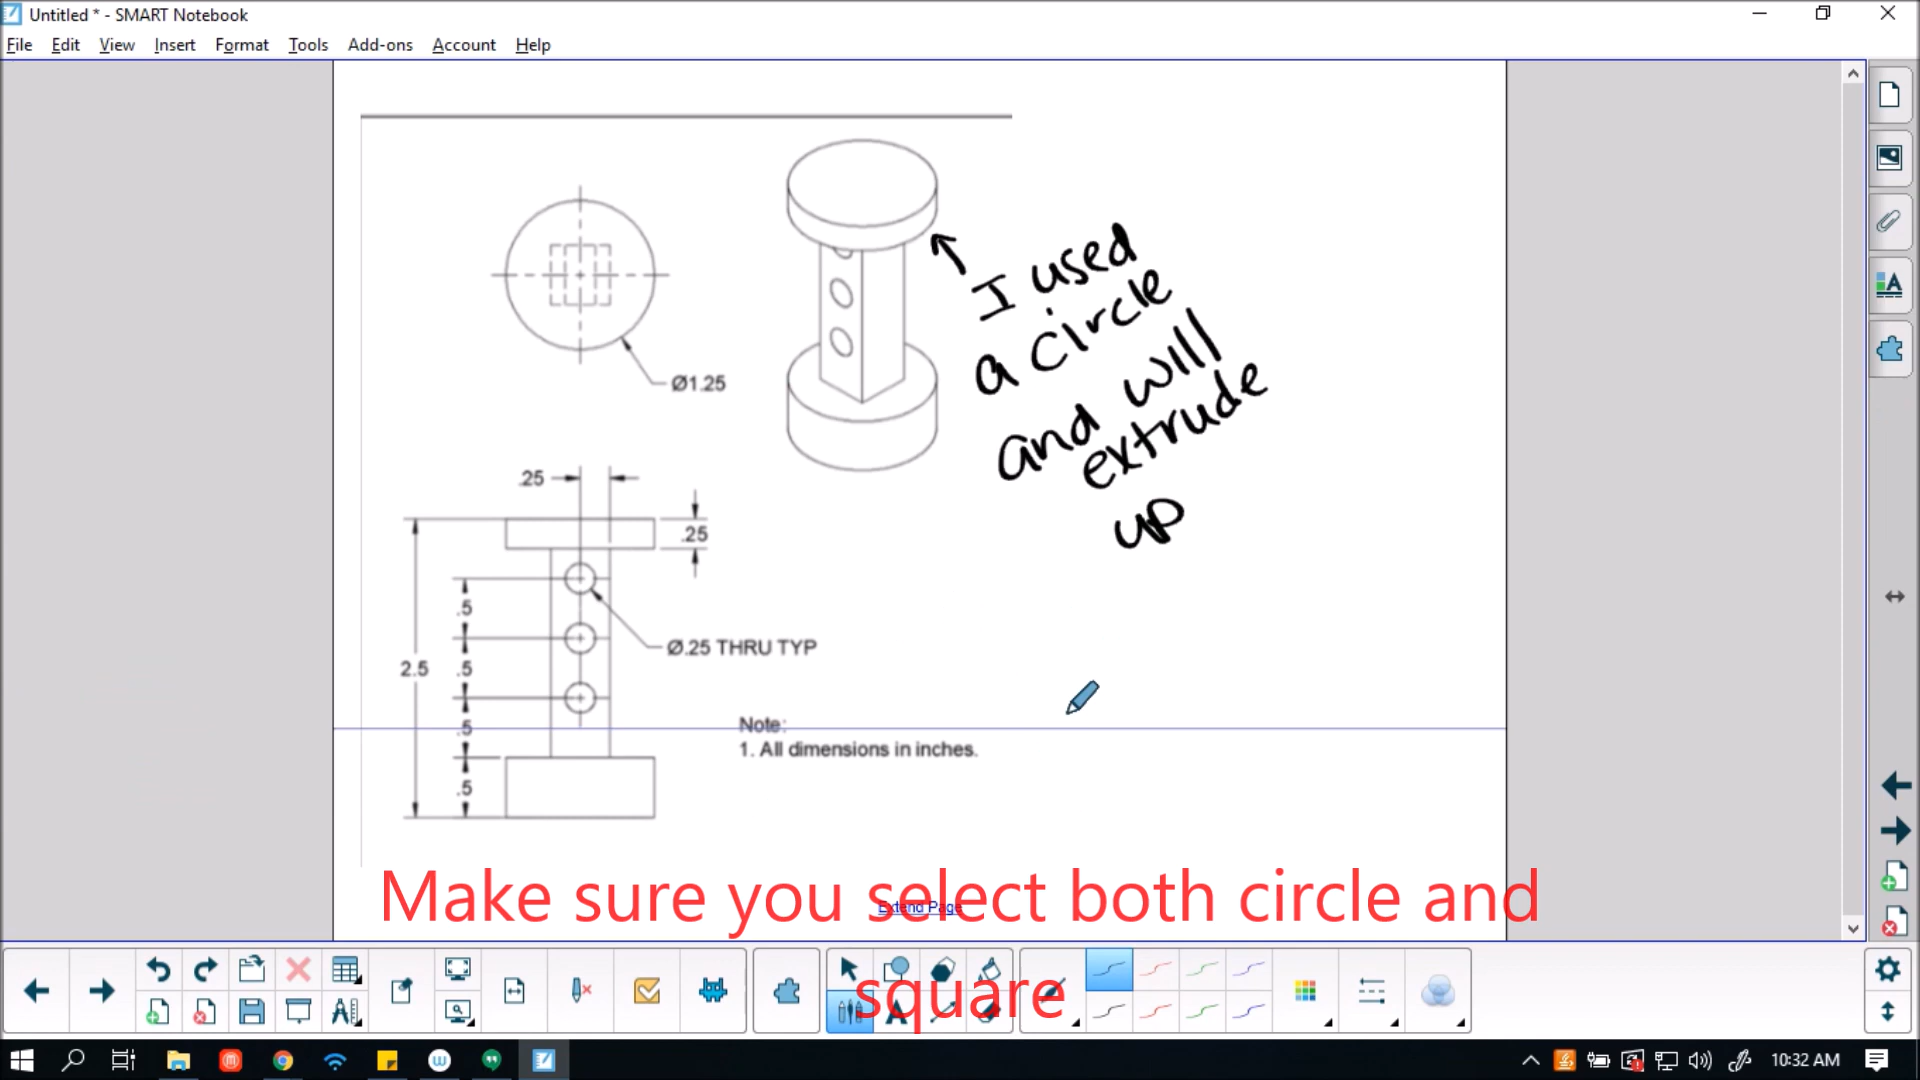 Untitled * - SMART Notebook
File Edit View Insert Format Tools Add-ons Account Help
Ø1.25
I used
a circle
and will
extrude
up
.25
.25
.5
Ø.25 THRU TYP
2.5
.5
.5
Note:
1. All dimensions in inches.
.5
Extend Page
Make sure you select both circle and
square
10:32 AM